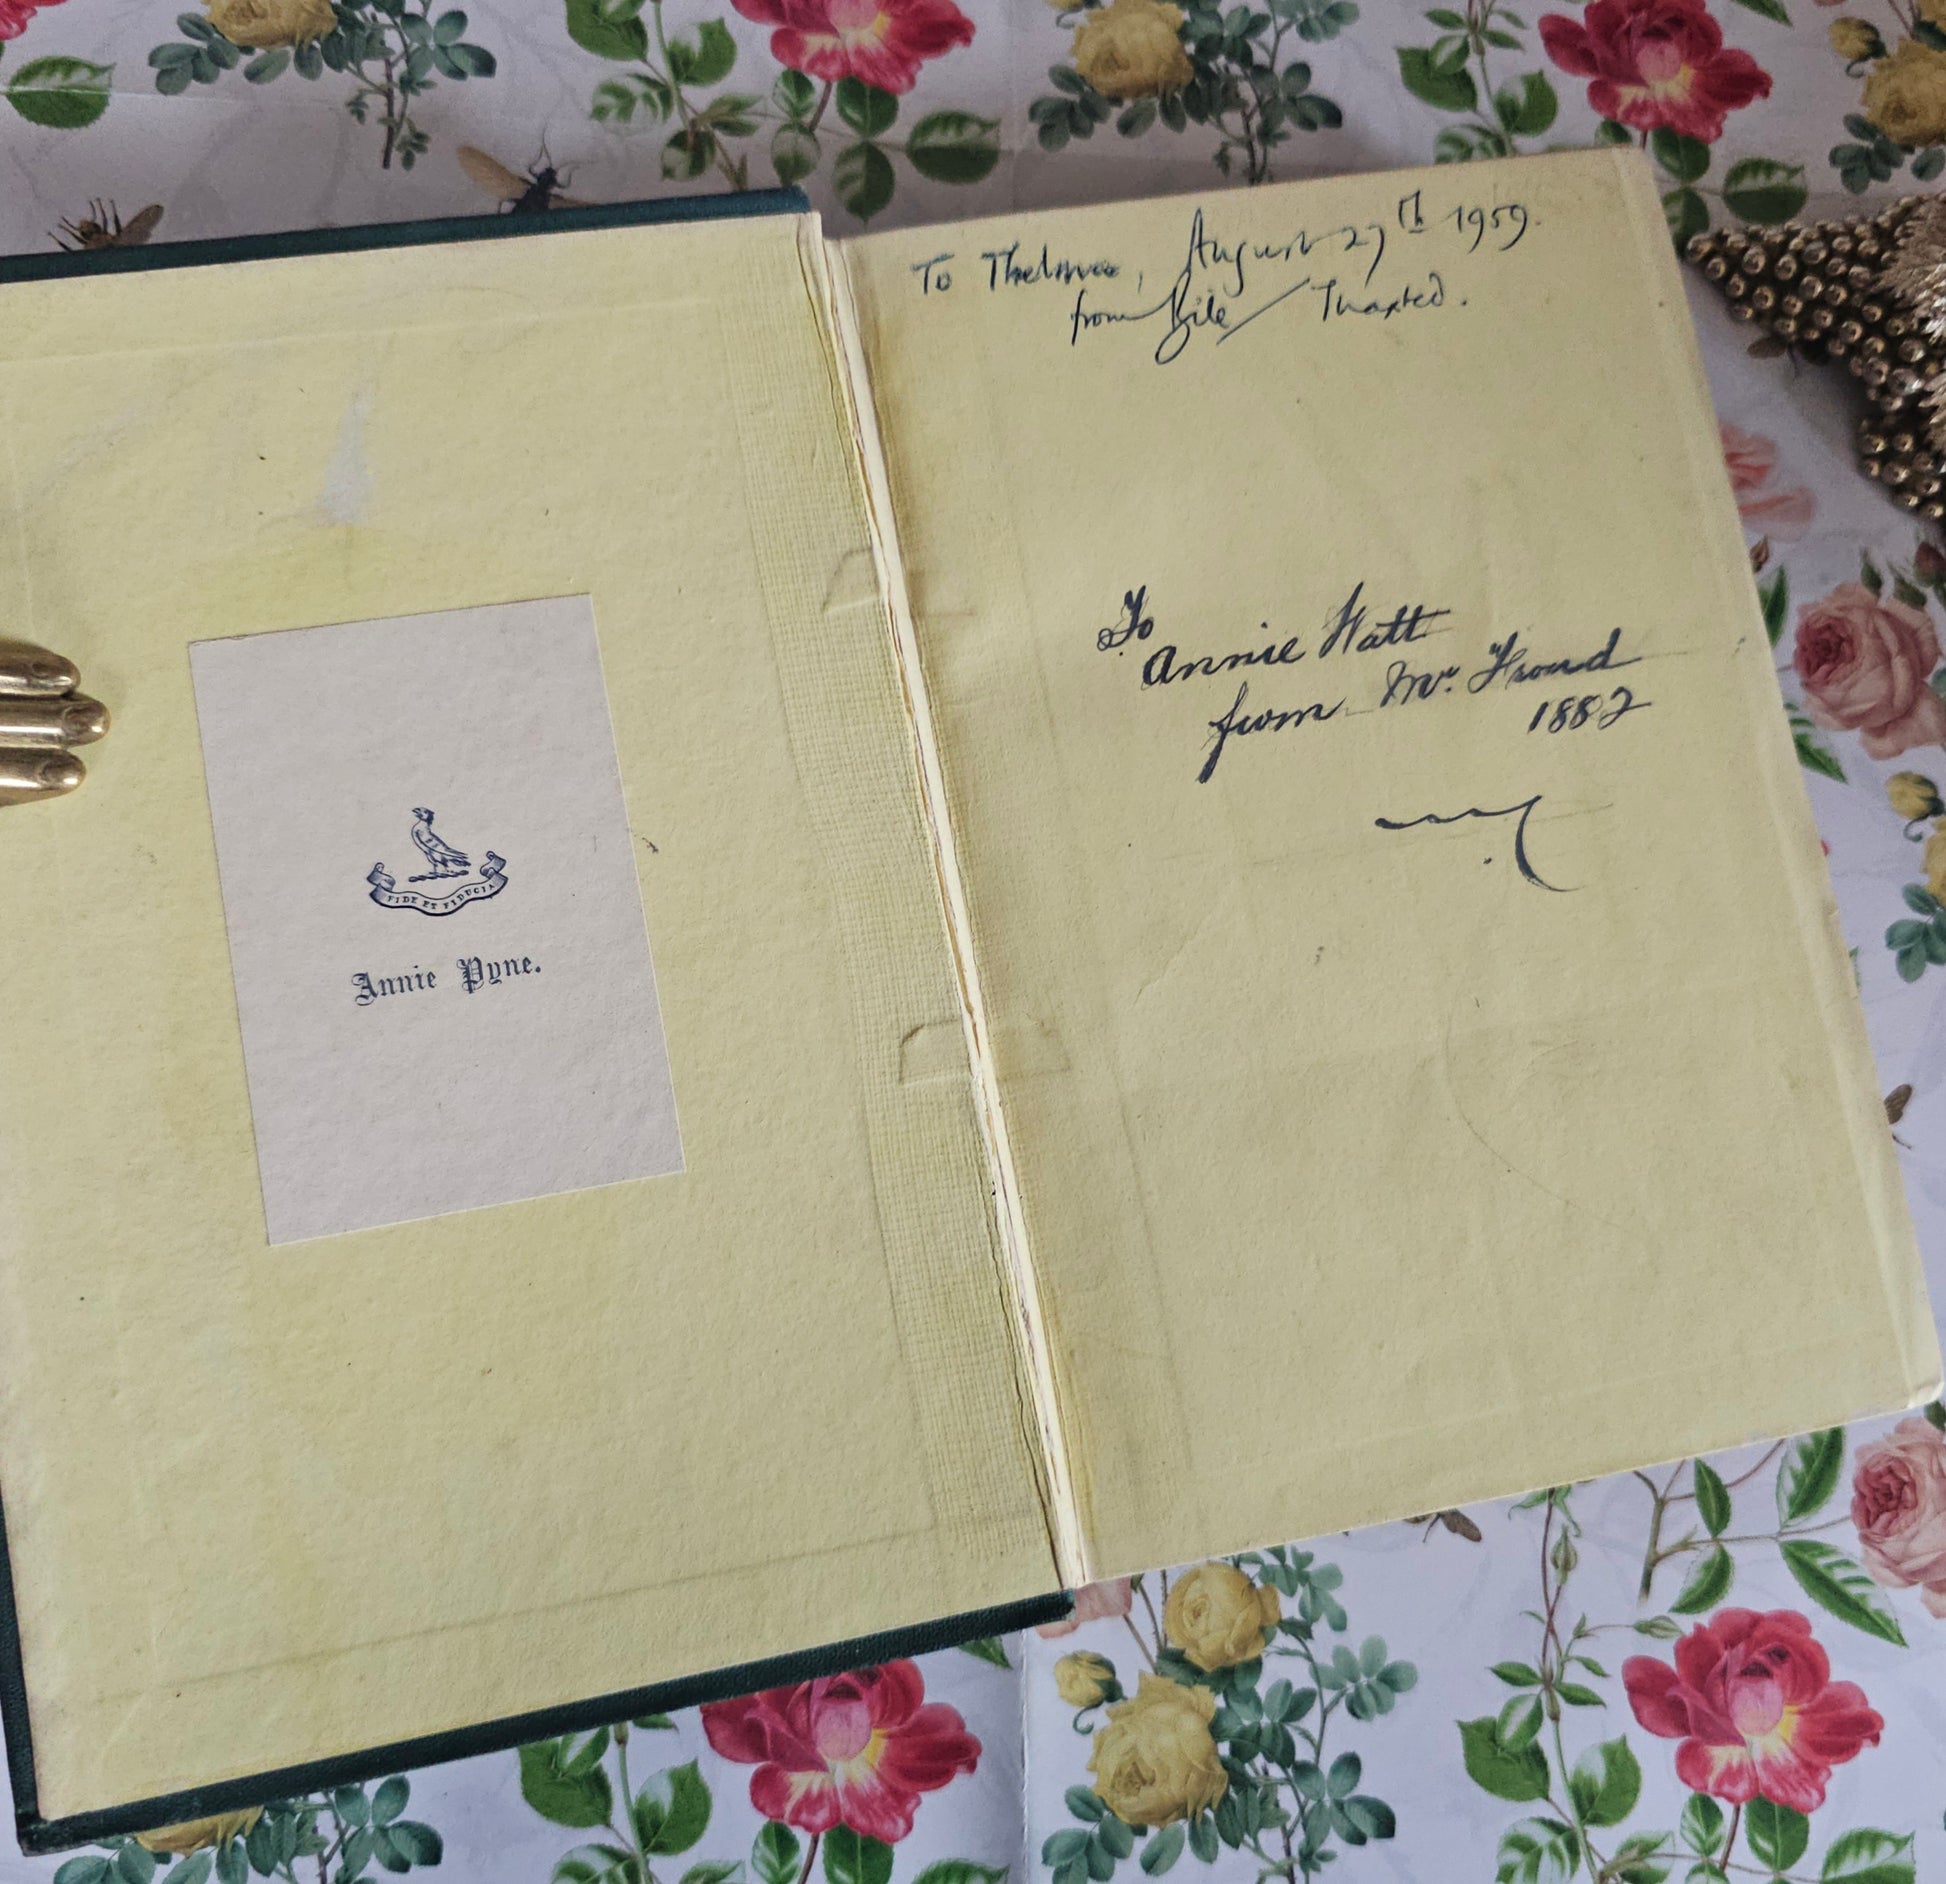 FIDE ET FIDUCIA
Annie Pyne.
To Thelma, August 27th 1959.
from Thaxted.
To
Annie Watt
from Mr. Froud
1882